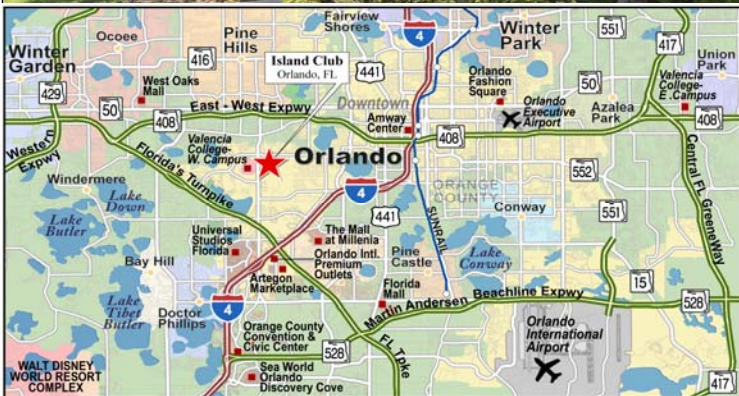 Fairview
Shores
4
Winter
Park
551
417
Ocoee
Pine
Hills
416
Winter
Garden
Island Club
Orlando, FL
441
Union
Park
West Oaks
Mall
Orlando
Fashion
Square
50
Valencia
College-
E. Campus
429
50
East - West Expwy
Downtown
Amway
Center
Orlando
Executive
Airport
Azalea
Park
408
Valencia
College-
W. Campus
408
408
Western
Expwy
Florida's Turnpike
Orlando
Central FL GreeneWay
Windermere
4
552
Lake
Down
ORANGE
COUNTY
Lake
Butler
441
SUNRAIL
Conway
551
Universal
Studios
Florida
The Mall
at Millenia
Orlando Intl.
Premium
Outlets
Pine
Castle
Lake
Conway
Bay Hill
Artegon
Marketplace
Florida
Mall
15
Lake
Tibet
Butler
Doctor
Phillips
4
Martin Andersen Beachline Expwy
528
Orange County
Convention &
Civic Center
528
FL Tpke
Orlando
International
Airport
WALT DISNEY
WORLD RESORT
COMPLEX
Sea World
Orlando
Discovery Cove
417